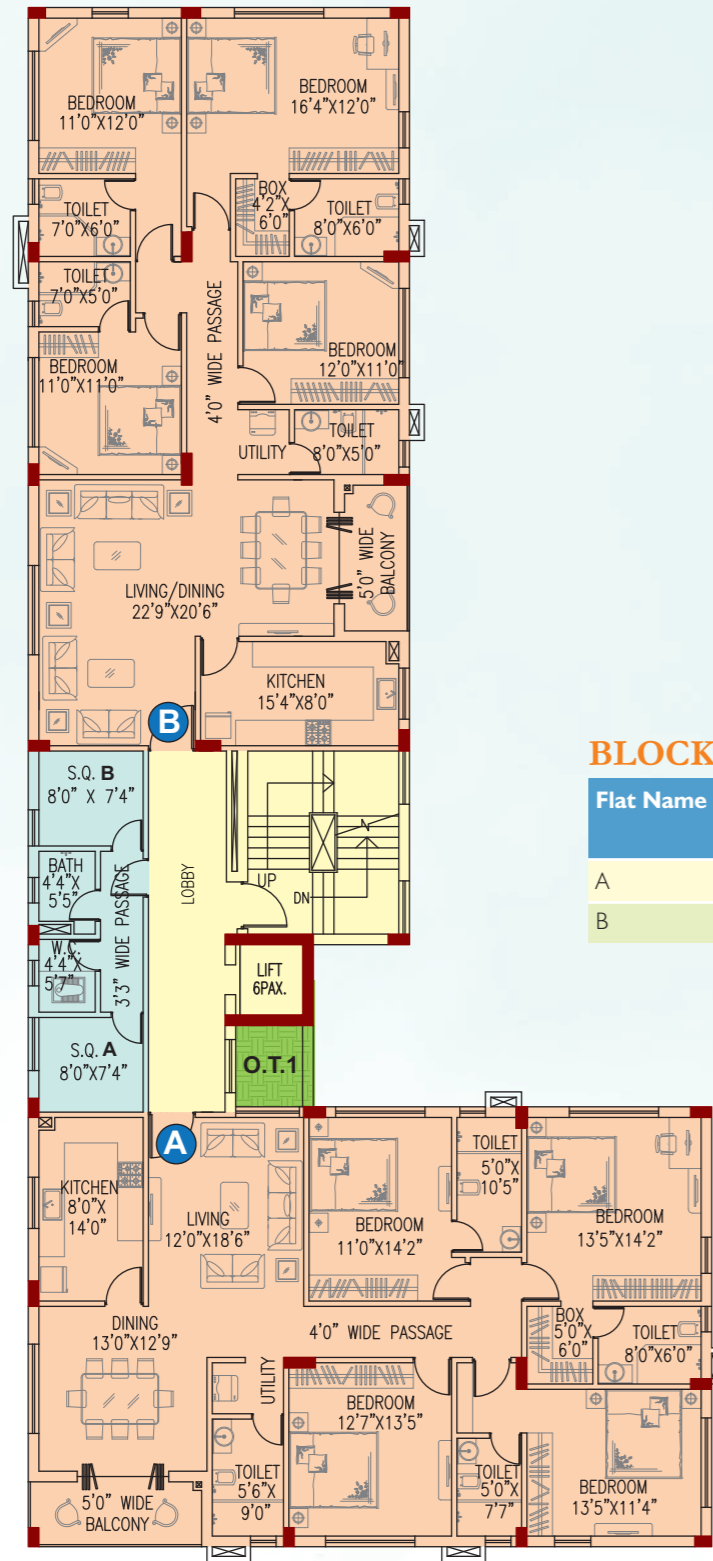 BEDROOM
11'0"X12'0"
BEDROOM
16'4"X12'0"
TOILET
7'0"X6'0"
BOX
4'2"X
6'0"
TOILET
8'0"X6'0"
TOILET
7'0"X5'0"
4'0" WIDE PASSAGE
BEDROOM
11'0"X11'0"
BEDROOM
12'0"X11'0"
UTILITY
TOILET
8'0"X5'0"
LIVING/DINING
22'9"X20'6"
5'0" WIDE
BALCONY
KITCHEN
15'4"X8'0"
B
S.Q. B
8'0" X 7'4"
BATH
4'4"X
5'5"
3'3" WIDE PASSAGE
LOBBY
UP
DN
W.C.
4'4"X
5'7"
LIFT
6PAX.
S.Q. A
8'0"X7'4"
O.T.1
BLOCK
Flat Name
A
B
A
KITCHEN
8'0"X
14'0"
LIVING
12'0"X18'6"
BEDROOM
11'0"X14'2"
TOILET
5'0"X
10'5"
BEDROOM
13'5"X14'2"
DINING
13'0"X12'9"
4'0" WIDE PASSAGE
BOX
5'0"X
6'0"
TOILET
8'0"X6'0"
UTILITY
BEDROOM
12'7"X13'5"
TOILET
5'6"X
9'0"
TOILET
5'0"X
7'7"
BEDROOM
13'5"X11'4"
5'0" WIDE
BALCONY